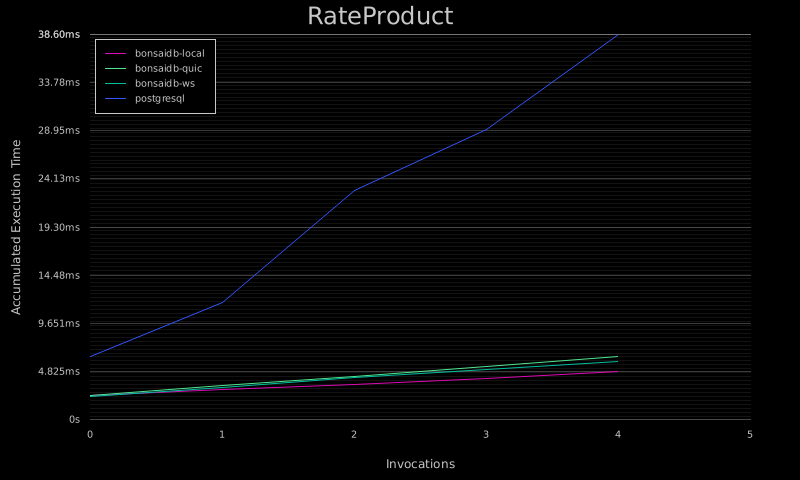 RateProduct
38.60ms
33.78ms
28.95ms
24.13ms
19.30ms
14.48ms
9.651ms
4.825ms
0s
bonsaidb-local
bonsaidb-quic
bonsaidb-ws
postgresql
Accumulated Execution Time
0 1 2 3 4 5
Invocations